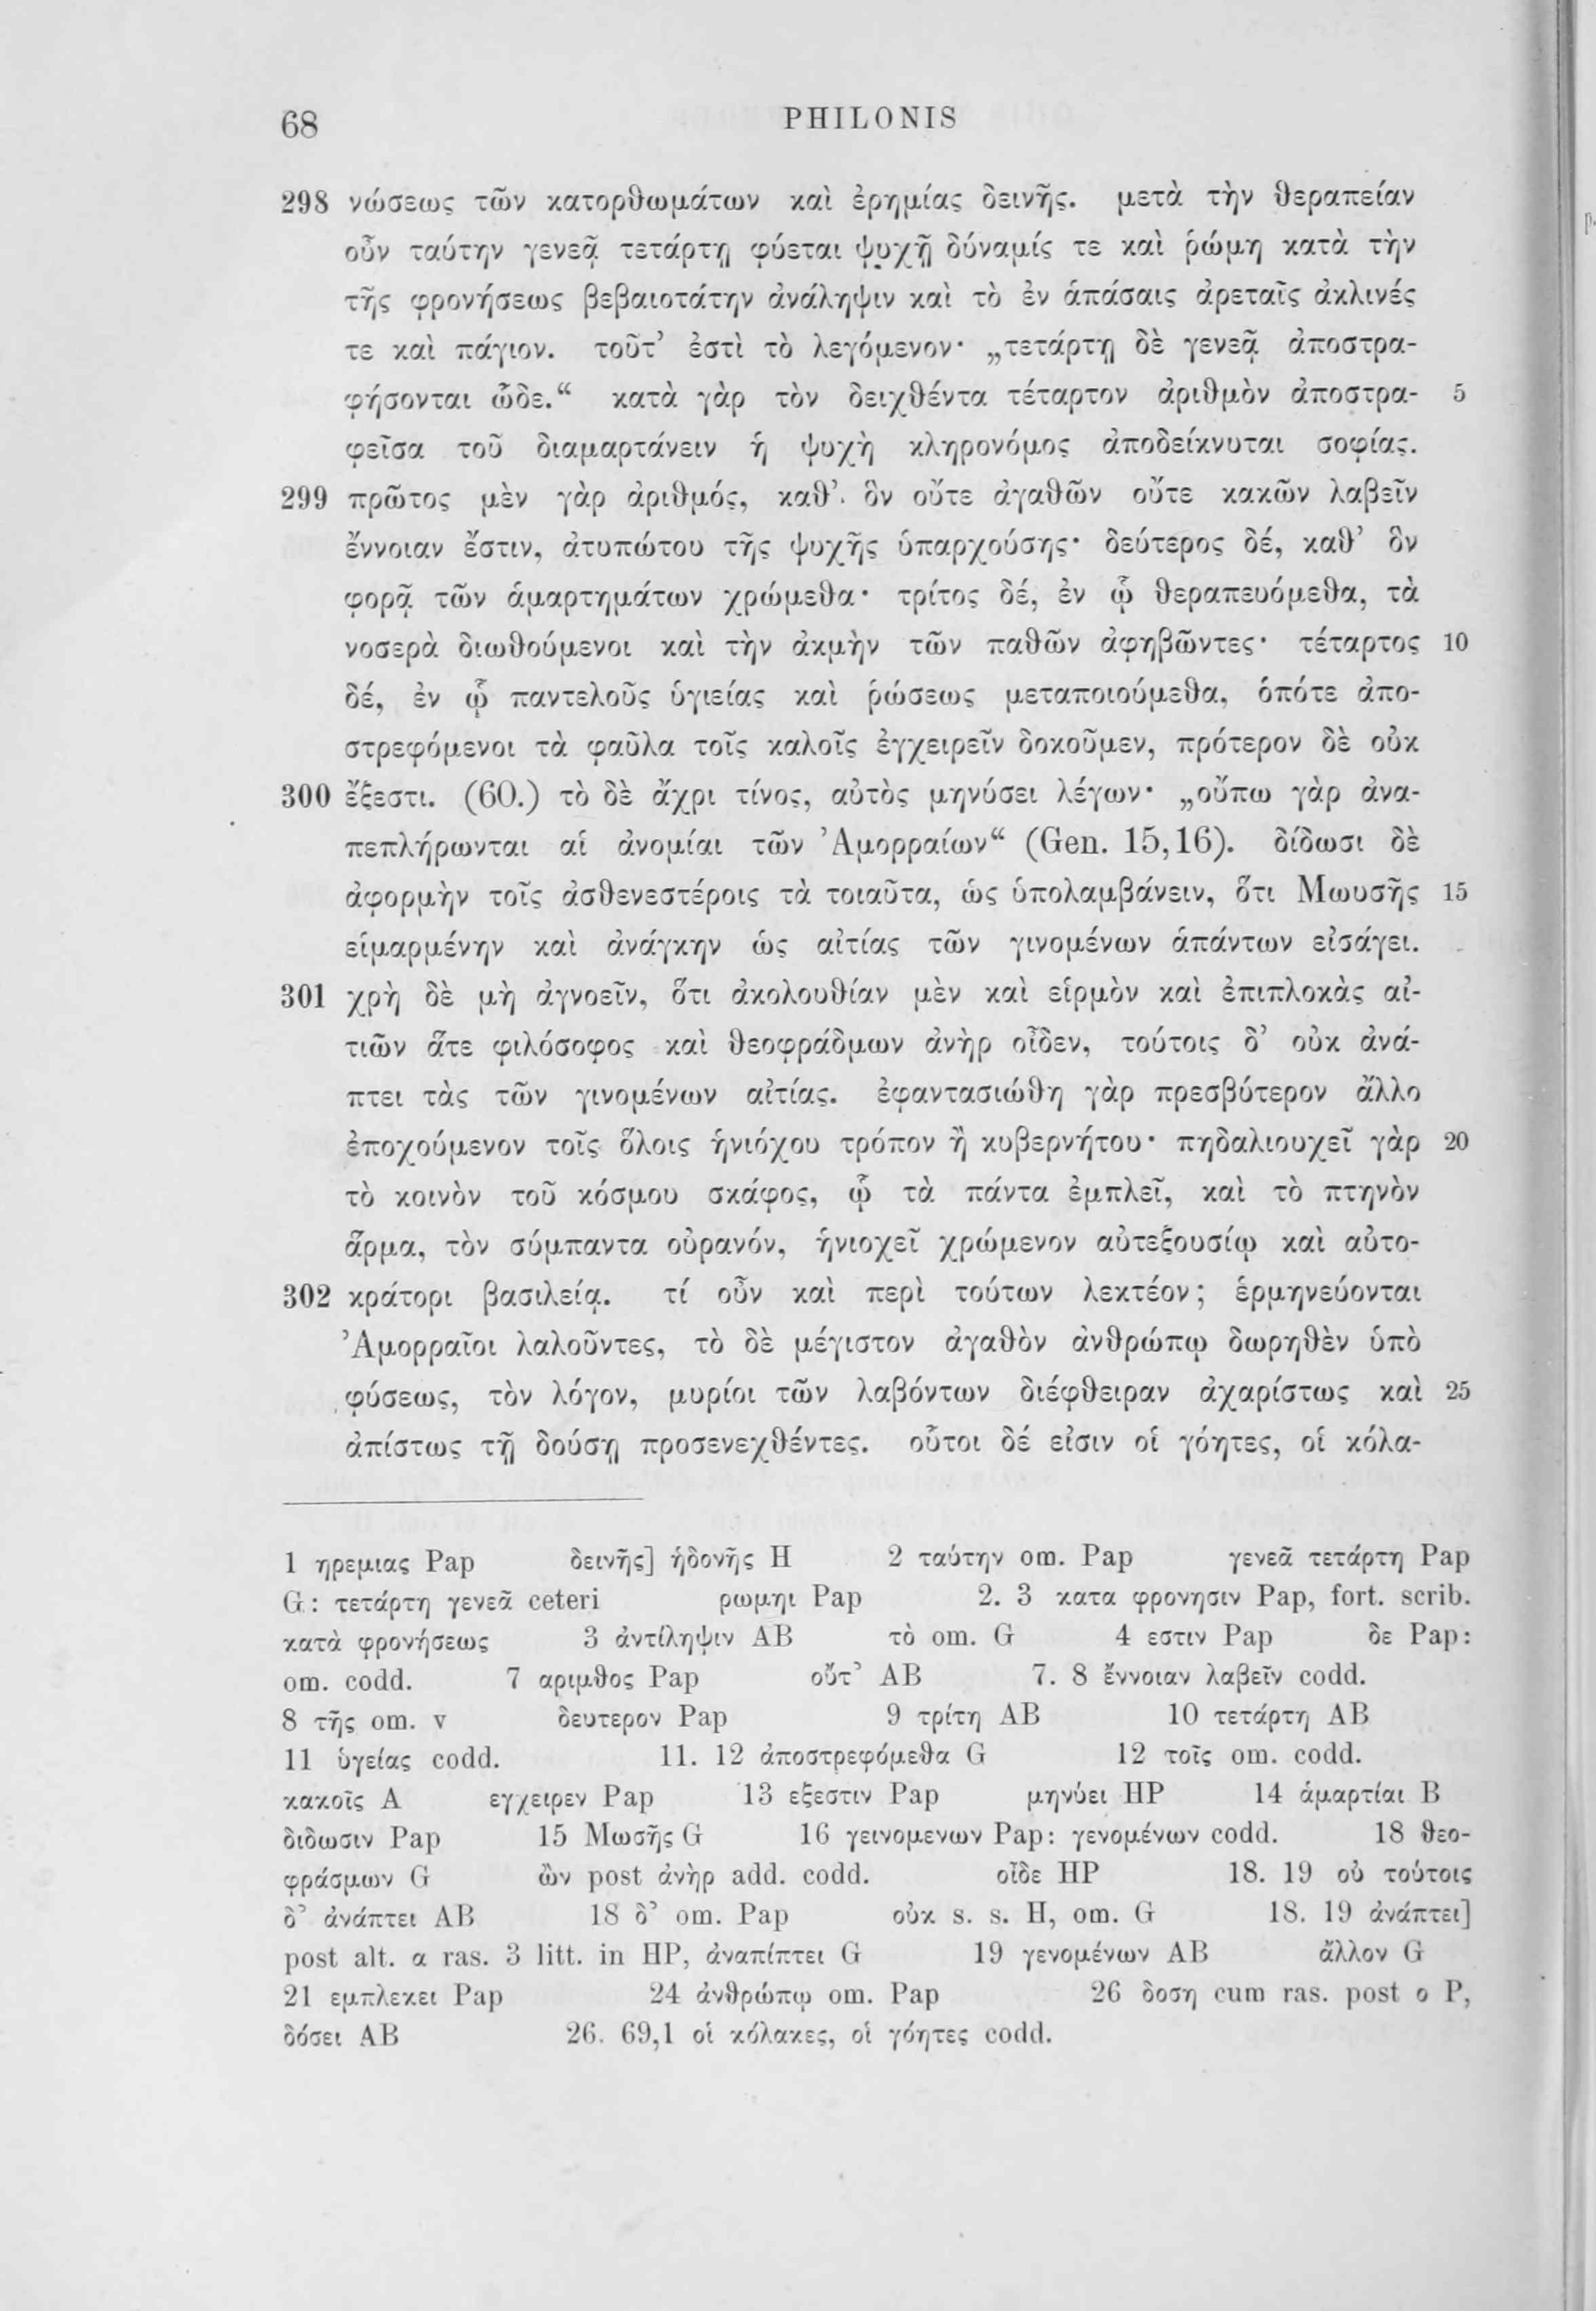 68 PHILONIS
298 νώσεως τῶν κατορθωμάτων καὶ ἐρημίας δεινῆς. μετὰ τὴν θεραπείαν
οὖν ταύτην γενεᾷ τετάρτῃ φύεται ψυχῇ δύναμίς τε καὶ ῥώμη κατὰ τὴν
τῆς φρονήσεως βεβαιοτάτην ἀνάληψιν καὶ τὸ ἐν ἁπάσαις ἀρεταῖς ἀκλινές
τε καὶ πάγιον. τοῦτ’ ἐστὶ τὸ λεγόμενον· „τετάρτῃ δὲ γενεᾷ ἀποστρα-
φήσονται ὧδε.“ κατὰ γὰρ τὸν δειχθέντα τέταρτον ἀριθμὸν ἀποστρα- 5
φεῖσα τοῦ διαμαρτάνειν ἡ ψυχὴ κληρονόμος ἀποδείκνυται σοφίας.
299 πρῶτος μὲν γὰρ ἀριθμός, καθ’ ὃν οὔτε ἀγαθῶν οὔτε κακῶν λαβεῖν
ἔννοιαν ἔστιν, ἀτυπώτου τῆς ψυχῆς ὑπαρχούσης· δεύτερος δέ, καθ’ ὃν
φορᾷ τῶν ἁμαρτημάτων χρώμεθα· τρίτος δέ, ἐν ᾧ θεραπευόμεθα, τὰ
νοσερὰ διωθούμενοι καὶ τὴν ἀκμὴν τῶν παθῶν ἀφηβῶντες· τέταρτος 10
δέ, ἐν ᾧ παντελοῦς ὑγιείας καὶ ῥώσεως μεταποιούμεθα, ὁπότε ἀπο-
στρεφόμενοι τὰ φαῦλα τοῖς καλοῖς ἐγχειρεῖν δοκοῦμεν, πρότερον δὲ οὐκ
300 ἔξεστι. (60.) τὸ δὲ ἄχρι τίνος, αὐτὸς μηνύσει λέγων· „οὔπω γὰρ ἀνα-
πεπλήρωνται αἱ ἀνομίαι τῶν Ἀμορραίων“ (Gen. 15,16). δίδωσι δὲ
ἀφορμὴν τοῖς ἀσθενεστέροις τὰ τοιαῦτα, ὡς ὑπολαμβάνειν, ὅτι Μωυσῆς 15
εἱμαρμένην καὶ ἀνάγκην ὡς αἰτίας τῶν γινομένων ἁπάντων εἰσάγει.
301 χρὴ δὲ μὴ ἀγνοεῖν, ὅτι ἀκολουθίαν μὲν καὶ εἱρμὸν καὶ ἐπιπλοκὰς αἰ-
τιῶν ἅτε φιλόσοφος καὶ θεοφράδμων ἀνὴρ οἶδεν, τούτοις δ’ οὐκ ἀνά-
πτει τὰς τῶν γινομένων αἰτίας. ἐφαντασιώθη γὰρ πρεσβύτερον ἄλλο
ἐποχούμενον τοῖς ὅλοις ἡνιόχου τρόπον ἢ κυβερνήτου· πηδαλιουχεῖ γὰρ 20
τὸ κοινὸν τοῦ κόσμου σκάφος, ᾧ τὰ πάντα ἐμπλεῖ, καὶ τὸ πτηνὸν
ἅρμα, τὸν σύμπαντα οὐρανόν, ἡνιοχεῖ χρώμενον αὐτεξουσίῳ καὶ αὐτο-
302 κράτορι βασιλείᾳ. τί οὖν καὶ περὶ τούτων λεκτέον; ἑρμηνεύονται
Ἀμορραῖοι λαλοῦντες, τὸ δὲ μέγιστον ἀγαθὸν ἀνθρώπῳ δωρηθὲν ὑπὸ
φύσεως, τὸν λόγον, μυρίοι τῶν λαβόντων διέφθειραν ἀχαρίστως καὶ 25
ἀπίστως τῇ δούσῃ προσενεχθέντες. οὗτοι δέ εἰσιν οἱ γόητες, οἱ κόλα-
1 ηρεμιας Pap δεινῆς] ἡδονῆς H 2 ταύτην om. Pap γενεᾶ τετάρτη Pap
G: τετάρτη γενεᾶ ceteri ρωμηι Pap 2. 3 κατα φρονησιν Pap, fort. scrib.
κατὰ φρονήσεως 3 ἀντίληψιν AB τὸ om. G 4 εστιν Pap δε Pap:
om. codd. 7 αριμθος Pap οὔτ’ AB 7. 8 ἔννοιαν λαβεῖν codd.
8 τῆς om. v δευτερον Pap 9 τρίτη AB 10 τετάρτη AB
11 ὑγείας codd. 11. 12 ἀποστρεφόμεθα G 12 τοῖς om. codd.
κακοῖς A εγχειρεν Pap 13 εξεστιν Pap μηνύει HP 14 ἁμαρτίαι B
διδωσιν Pap 15 Μωσῆς G 16 γεινομενων Pap: γενομένων codd. 18 θεο-
φράσμων G ὢν post ἀνὴρ add. codd. οἶδε HP 18. 19 οὐ τούτοις
δ’ ἀνάπτει AB 18 δ’ om. Pap οὐκ s. s. H, om. G 18. 19 ἀνάπτει]
post alt. α ras. 3 litt. in HP, ἀναπίπτει G 19 γενομένων AB ἄλλον G
21 εμπλεκει Pap 24 ἀνθρώπῳ om. Pap 26 δοση cum ras. post ο P,
δόσει AB 26. 69,1 οἱ κόλακες, οἱ γόητες codd.